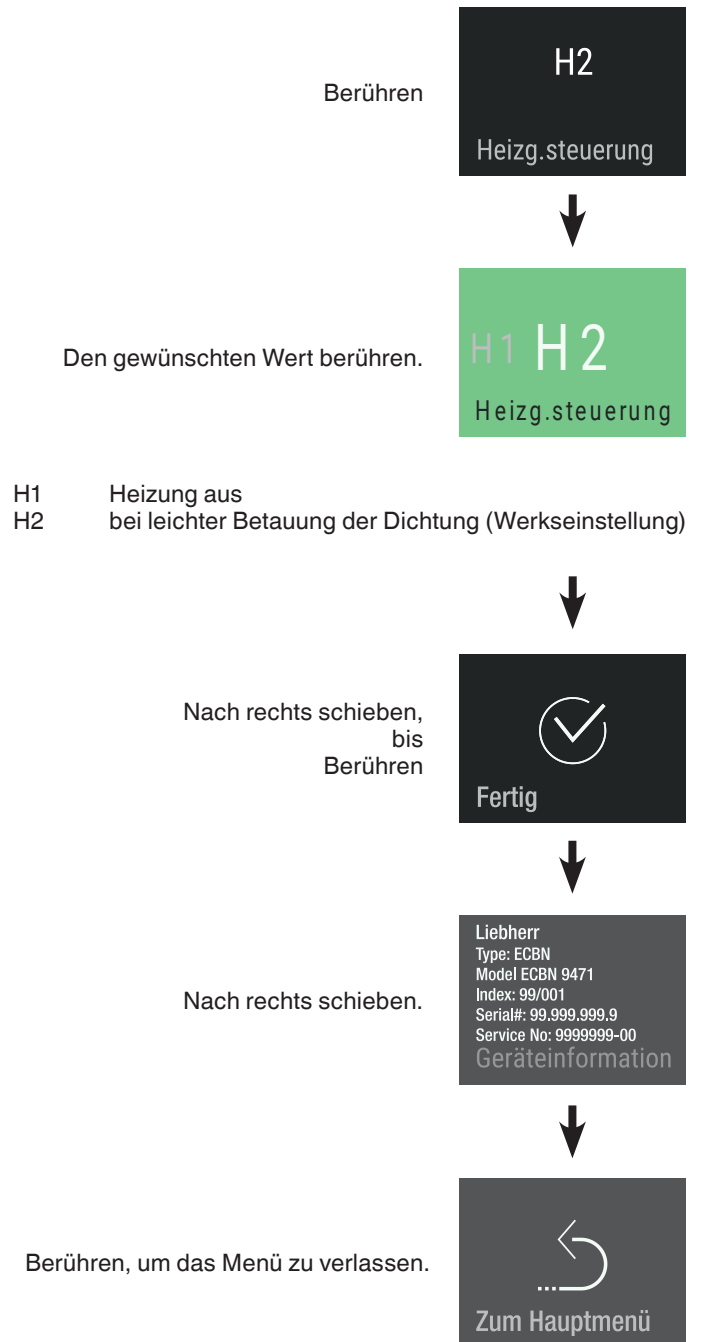 H2
Berühren
Heizg.steuerung
H1 H2
Den gewünschten Wert berühren.
Heizg.steuerung
H1 Heizung aus
H2 bei leichter Betauung der Dichtung (Werkseinstellung)
Nach rechts schieben,
bis
Berühren
Fertig
Liebherr
Type: ECBN
Model ECBN 9471
Index: 99/001
Serial#: 99.999.999.9
Nach rechts schieben.
Service No: 9999999-00
Geräteinformation
Berühren, um das Menü zu verlassen.
Zum Hauptmenü